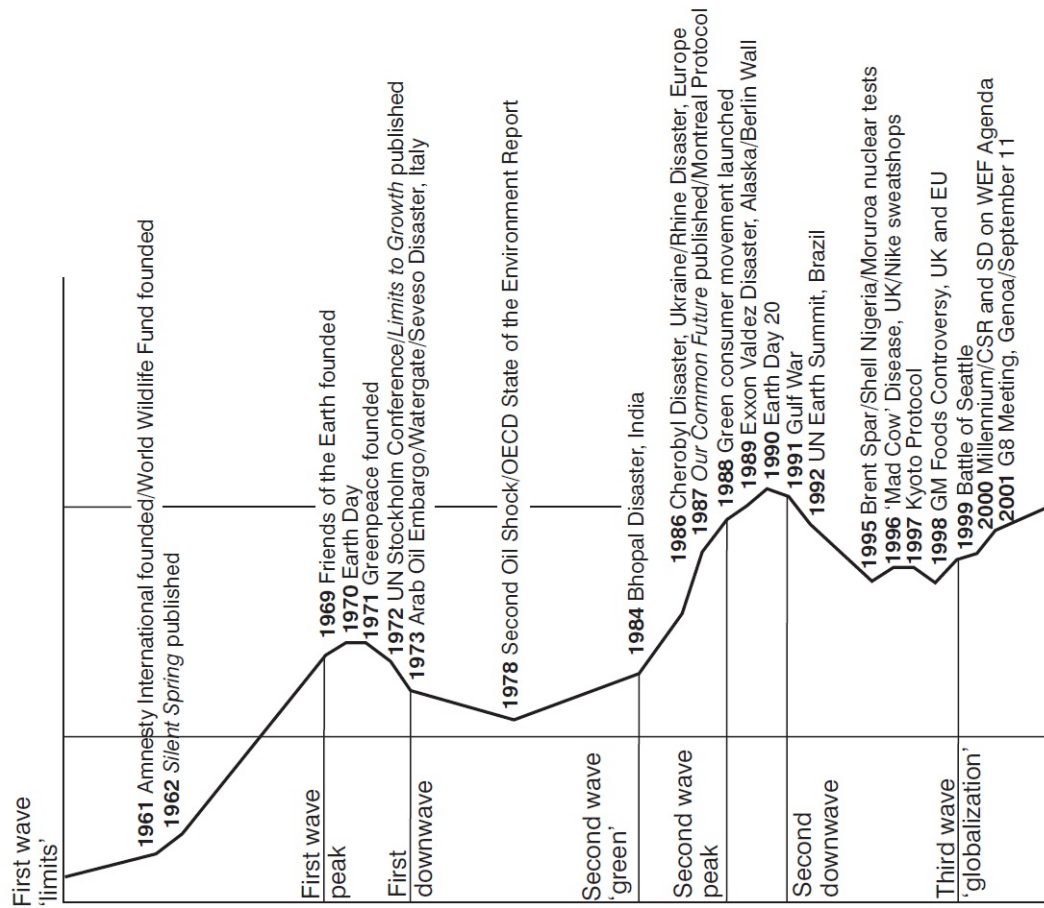 First wave
'limits'
1961 Amnesty International founded/World Wildlife Fund founded
1962 Silent Spring published
First wave
peak
1969 Friends of the Earth founded
1970 Earth Day
1971 Greenpeace founded
1972 UN Stockholm Conference/Limits to Growth published
First
downwave
1973 Arab Oil Embargo/Watergate/Seveso Disaster, Italy
1978 Second Oil Shock/OECD State of the Environment Report
Second wave
'green'
1984 Bhopal Disaster, India
1986 Cheroby1 Disaster, Ukraine/Rhine Disaster, Europe
1987 Our Common Future published/Montreal Protocol
Second wave
peak
1988 Green consumer movement launched
1989 Exxon Valdez Disaster, Alaska/Berlin Wall
1990 Earth Day 20
1991 Gulf War
Second
downwave
1992 UN Earth Summit, Brazil
1995 Brent Spar/Shell Nigeria/Moruroa nuclear tests
1996 'Mad Cow' Disease, UK/Nike sweatshops
1997 Kyoto Protocol
1998 GM Foods Controversy, UK and EU
Third wave
'globalization'
1999 Battle of Seattle
2000 Millennium/CSR and SD on WEF Agenda
2001 G8 Meeting, Genoa/September 11